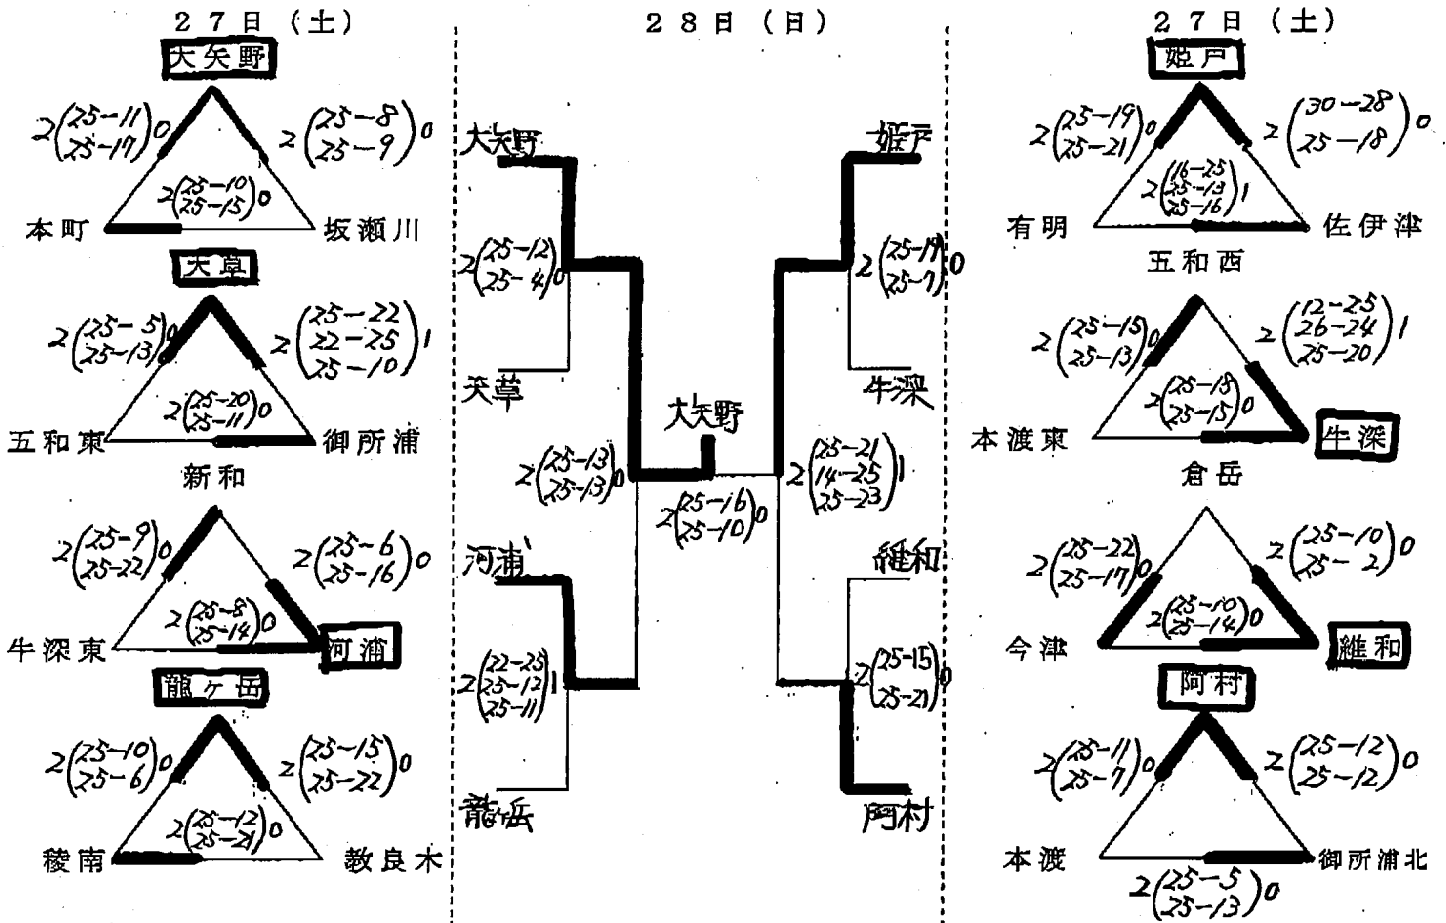 27日(土)
大矢野
2(25-11 25-17)0
2(25-8 25-9)0
2(25-10 25-15)0
本町
坂瀬川
天草
2(25-5 25-13)0
2(25-22 22-25 25-10)1
2(25-20 25-11)0
五和東
御所浦
新和
2(25-9 25-22)0
2(25-6 25-16)0
2(25-8 25-14)0
牛深東
河浦
龍ヶ岳
2(25-10 25-6)0
2(25-15 25-22)0
2(25-12 25-21)0
稜南
教良木
28日(日)
大矢野
姫戸
2(25-12 25-4)0
2(25-19 25-7)0
天草
牛深
大矢野
2(25-13 25-13)0
2(25-16 25-10)0
2(25-21 14-25 25-23)1
河浦
維和
2(22-25 25-12 25-11)1
2(25-15 25-21)0
龍ヶ岳
阿村
27日(土)
姫戸
2(25-19 25-21)0
2(30-28 25-18)0
2(16-25 25-13 25-16)1
有明
佐伊津
五和西
2(25-15 25-13)0
2(12-25 26-24 25-20)1
2(25-18 25-15)0
本渡東
牛深
倉岳
2(25-22 25-17)0
2(25-10 25-2)0
2(25-10 25-14)0
今津
維和
阿村
2(25-11 25-7)0
2(25-12 25-12)0
本渡
御所浦北
2(25-5 25-13)0